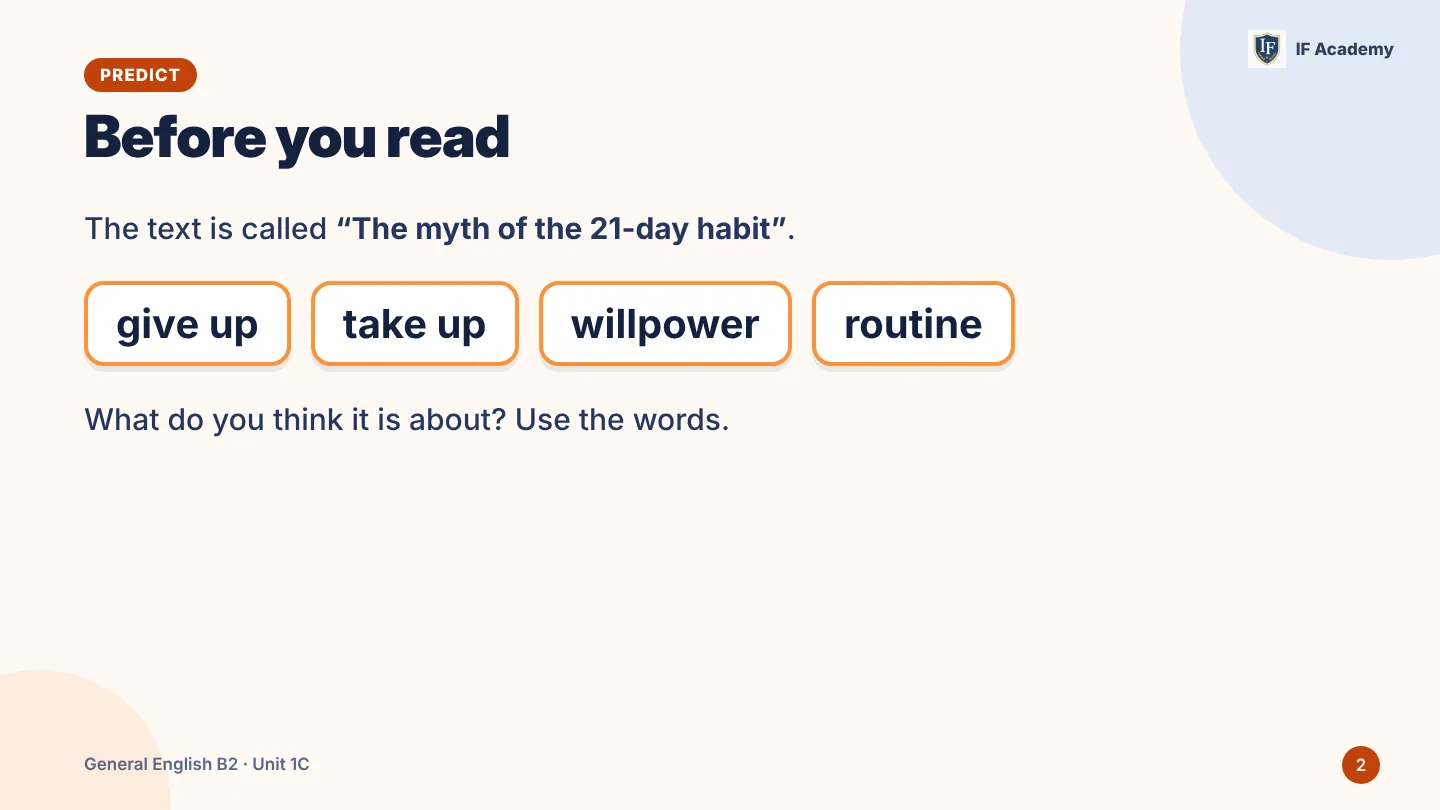 IF
IF Academy
PREDICT
Before you read
The text is called “The myth of the 21-day habit”.
give up
take up
willpower
routine
What do you think it is about? Use the words.
General English B2 · Unit 1C
2